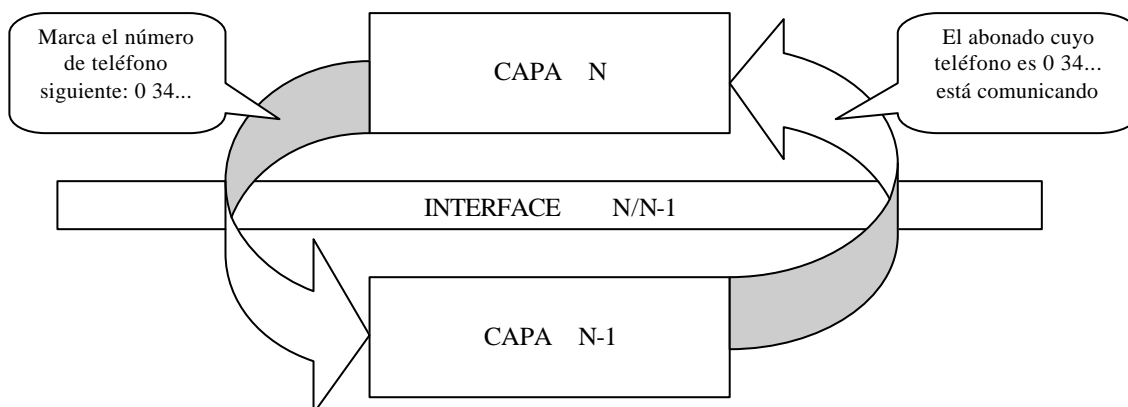 Marca el número
de teléfono
siguiente: 0 34...
CAPA N
El abonado cuyo
teléfono es 0 34...
está comunicando
INTERFACE N/N-1
CAPA N-1